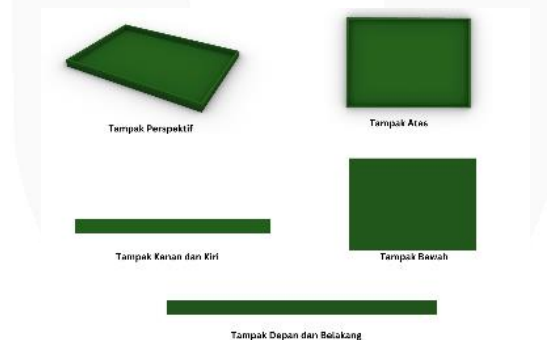 Tampak Perspektif
Tampak Atas
Tampak Kanan dan Kiri
Tampak Bawah
Tampak Depan dan Belakang